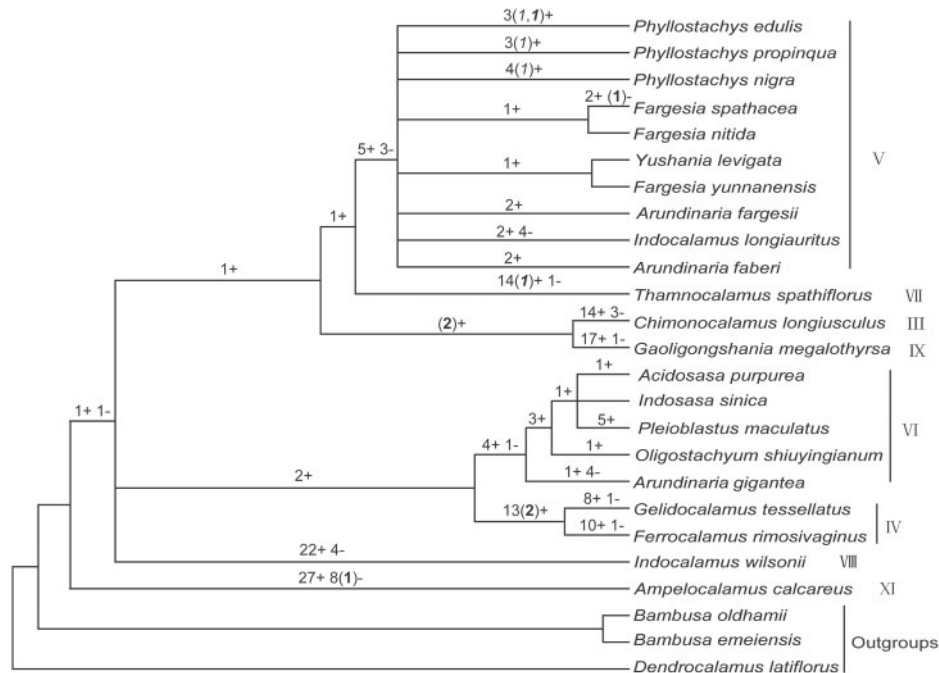 3(1,1)+
Phyllostachys edulis
3(1)+
Phyllostachys propinqua
4(1)+
Phyllostachys nigra
2+ (1)-
Fargesia spathacea
1+
Fargesia nitida
5+ 3-
Yushania levigata
V
1+
Fargesia yunnanensis
2+
Arundinaria fargesii
1+
2+ 4-
Indocalamus longiauritus
1+
2+
Arundinaria faberi
14(1)+ 1-
Thamnocalamus spathiflorus VII
(2)+
14+ 3-
Chimonocalamus longiusculus III
17+ 1-
Gaoligongshania megalothyrsa IX
1+
Acidosasa purpurea
1+
Indosasa sinica
1+ 1-
5+
Pleioblastus maculatus
VI
3+
1+
Oligostachyum shiuyingianum
4+ 1-
1+ 4-
Arundinaria gigantea
2+
8+ 1-
Gelidocalamus tessellatus
13(2)+
IV
10+ 1-
Ferrocalamus rimosivaginus
22+ 4-
Indocalamus wilsonii VIII
27+ 8(1)-
Ampelocalamus calcareus XI
Bambusa oldhamii
Bambusa emeiensis
Outgroups
Dendrocalamus latiflorus